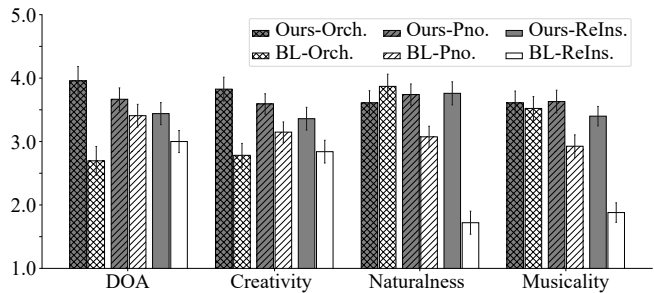 5.0
4.0
3.0
2.0
1.0
Ours-Orch. Ours-Pno. Ours-ReIns.
BL-Orch. BL-Pno. BL-ReIns.
DOA Creativity Naturalness Musicality